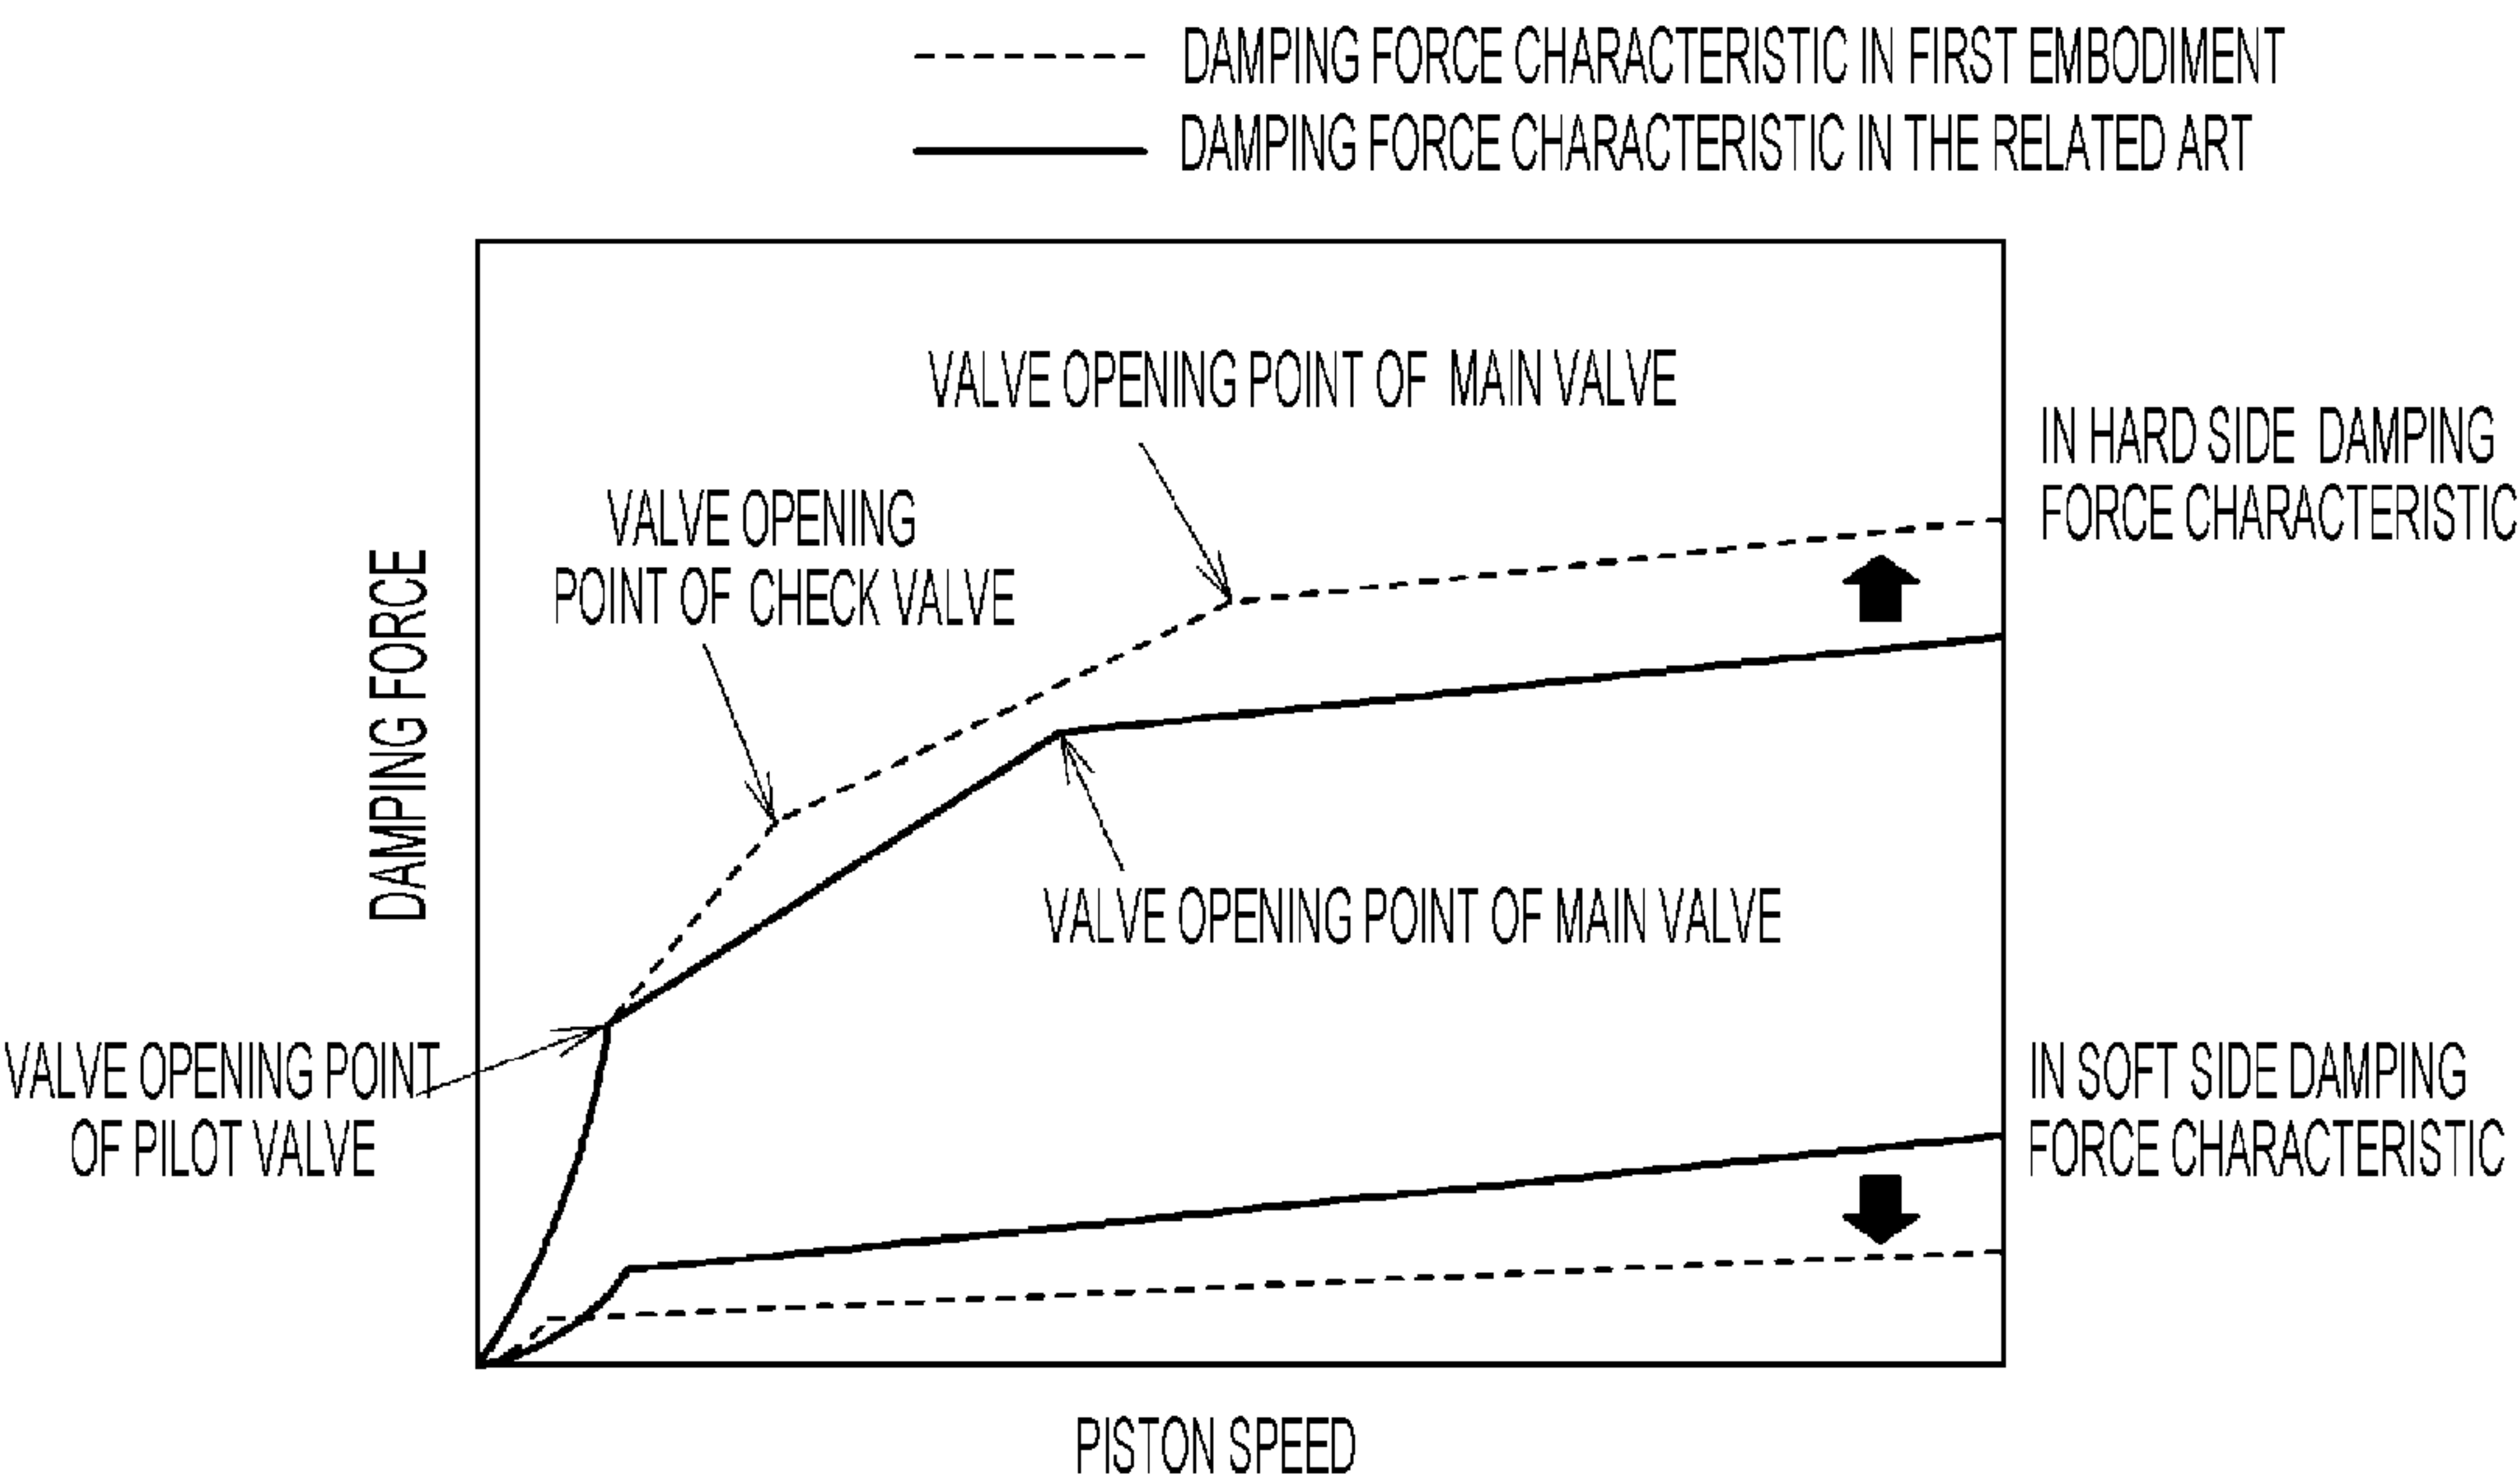 DAMPING FORCE CHARACTERISTIC IN FIRST EMBODIMENT
DAMPING FORCE CHARACTERISTIC IN THE RELATED ART
VALVE OPENING POINT OF MAIN VALVE
IN HARD SIDE DAMPING
FORCE CHARACTERISTIC
VALVE OPENING
POINT OF CHECK VALVE
DAMPING FORCE
VALVE OPENING POINT OF MAIN VALVE
VALVE OPENING POINT
OF PILOT VALVE
IN SOFT SIDE DAMPING
FORCE CHARACTERISTIC
PISTON SPEED